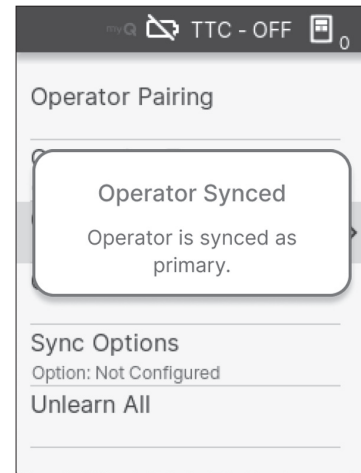 myQ TTC - OFF 0
Operator Pairing
Operator Synced
Operator is synced as
primary.
Sync Options
Option: Not Configured
Unlearn All